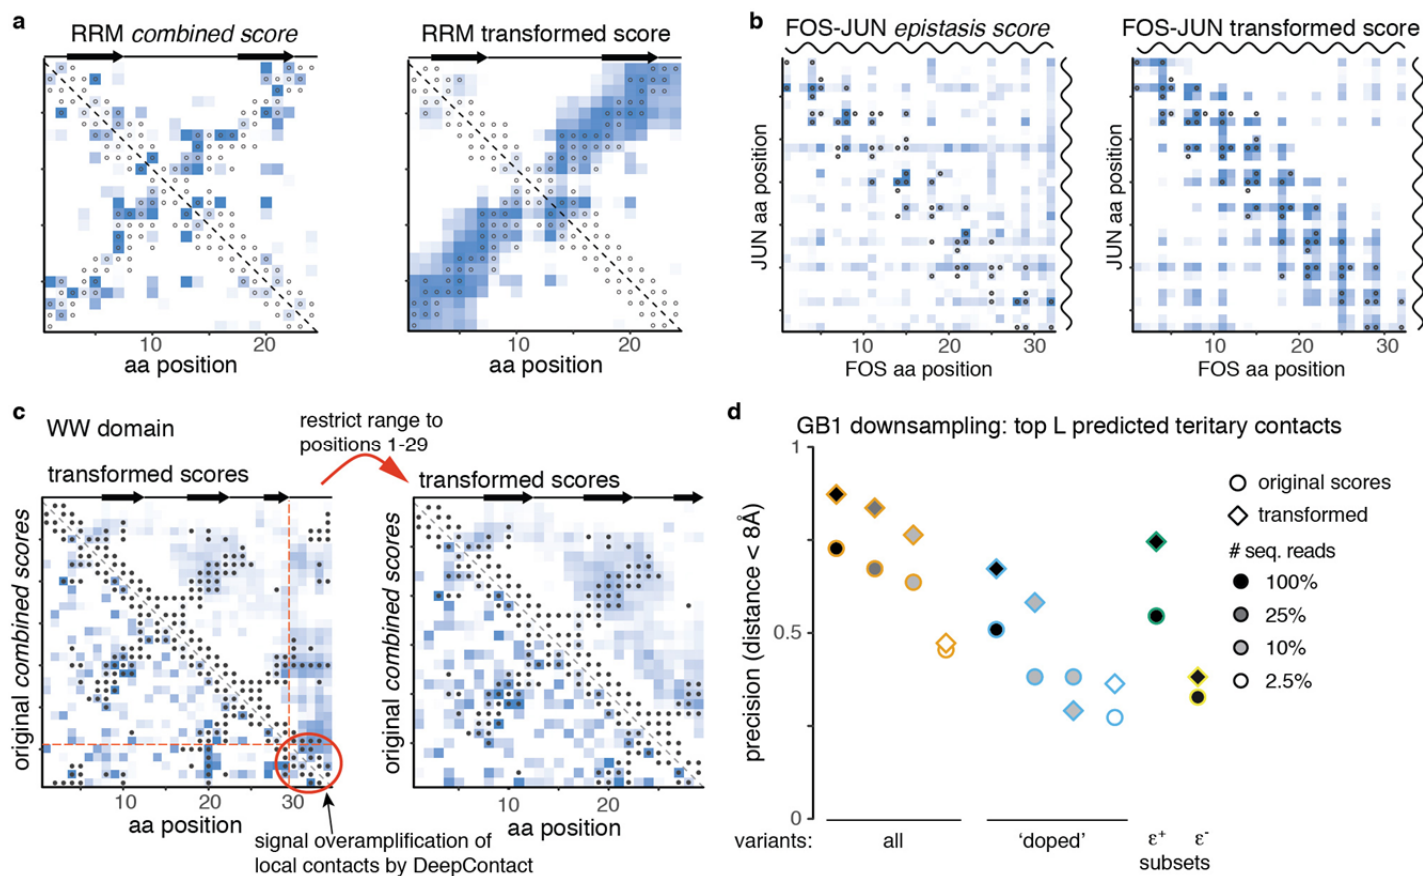 a
RRM combined score
RRM transformed score
10
20
aa position
10
20
aa position
b
FOS-JUN epistasis score
FOS-JUN transformed score
JUN aa position
10
20
30
FOS aa position
JUN aa position
10
20
30
FOS aa position
c
WW domain
restrict range to
positions 1-29
transformed scores
transformed scores
original combined scores
original combined scores
10
20
30
aa position
10
20
aa position
signal overamplification of
local contacts by DeepContact
d
GB1 downsampling: top L predicted teritary contacts
precision (distance < 8Å)
1
0.5
0
original scores
transformed
# seq. reads
100%
25%
10%
2.5%
variants:
all
‘doped’
ε+
ε-
subsets